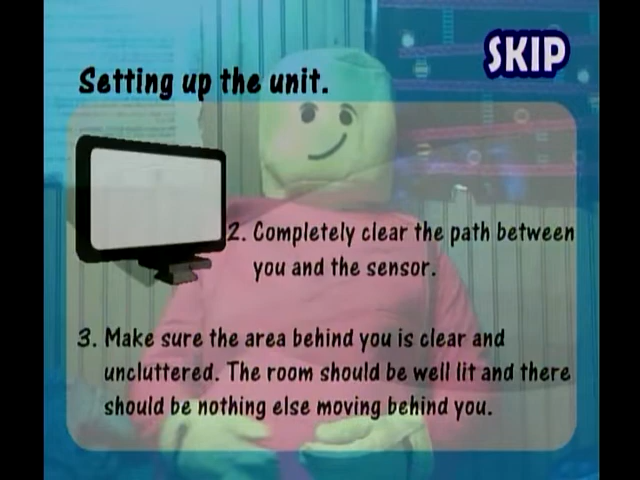 SKIP
Setting up the unit.
2. Completely clear the path between
you and the sensor.
3. Make sure the area behind you is clear and
uncluttered. The room should be well lit and there
should be nothing else moving behind you.